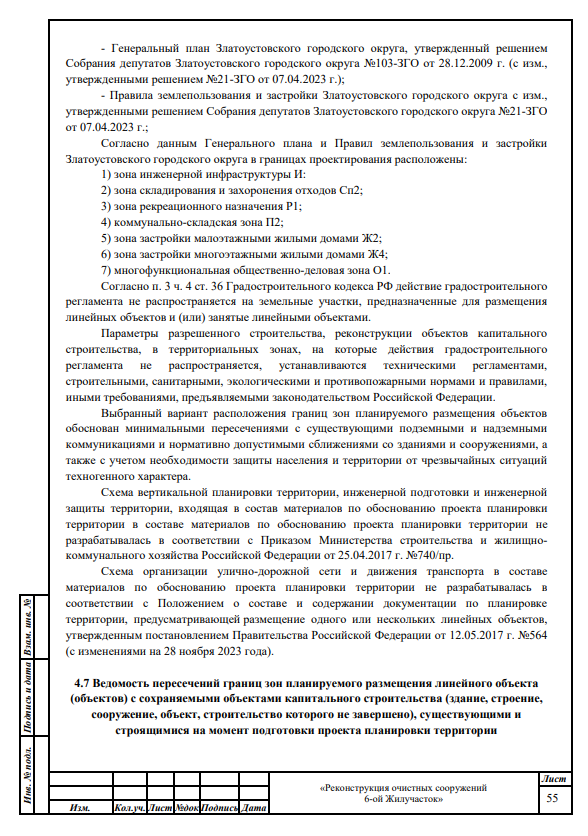 - Генеральный план Златоустовского городского округа, утвержденный решением
Собрания депутатов Златоустовского городского округа №103-ЗГО от 28.12.2009 г. (с изм.,
утвержденными решением №21-ЗГО от 07.04.2023 г.);
- Правила землепользования и застройки Златоустовского городского округа с изм.,
утвержденными решением Собрания депутатов Златоустовского городского округа №21-ЗГО
от 07.04.2023 г.;
Согласно данным Генерального плана и Правил землепользования и застройки
Златоустовского городского округа в границах проектирования расположены:
1) зона инженерной инфраструктуры И:
2) зона складирования и захоронения отходов Сп2;
3) зона рекреационного назначения Р1;
4) коммунально-складская зона П2;
5) зона застройки малоэтажными жилыми домами Ж2;
6) зона застройки многоэтажными жилыми домами Ж4;
7) многофункциональная общественно-деловая зона О1.
Согласно п. 3 ч. 4 ст. 36 Градостроительного кодекса РФ действие градостроительного
регламента не распространяется на земельные участки, предназначенные для размещения
линейных объектов и (или) занятые линейными объектами.
Параметры разрешенного строительства, реконструкции объектов капитального
строительства, в территориальных зонах, на которые действия градостроительного
регламента не распространяется, устанавливаются техническими регламентами,
строительными, санитарными, экологическими и противопожарными нормами и правилами,
иными требованиями, предъявляемыми законодательством Российской Федерации.
Выбранный вариант расположения границ зон планируемого размещения объектов
обоснован минимальными пересечениями с существующими подземными и надземными
коммуникациями и нормативно допустимыми сближениями со зданиями и сооружениями, а
также с учетом необходимости защиты населения и территории от чрезвычайных ситуаций
техногенного характера.
Схема вертикальной планировки территории, инженерной подготовки и инженерной
защиты территории, входящая в состав материалов по обоснованию проекта планировки
территории в составе материалов по обоснованию проекта планировки территории не
разрабатывалась в соответствии с Приказом Министерства строительства и жилищно-
коммунального хозяйства Российской Федерации от 25.04.2017 г. №740/пр.
Схема организации улично-дорожной сети и движения транспорта в составе
материалов по обоснованию проекта планировки территории не разрабатывалась в
соответствии с Положением о составе и содержании документации по планировке
территории, предусматривающей размещение одного или нескольких линейных объектов,
утвержденным постановлением Правительства Российской Федерации от 12.05.2017 г. №564
(с изменениями на 28 ноября 2023 года).
4.7 Ведомость пересечений границ зон планируемого размещения линейного объекта
(объектов) с сохраняемыми объектами капитального строительства (здание, строение,
сооружение, объект, строительство которого не завершено), существующими и
строящимися на момент подготовки проекта планировки территории
Взам. инв. №
Подпись и дата
Инв. № подл.
Изм. Кол.уч. Лист №док Подпись Дата
«Реконструкция очистных сооружений
6-ой Жилучасток»
Лист
55